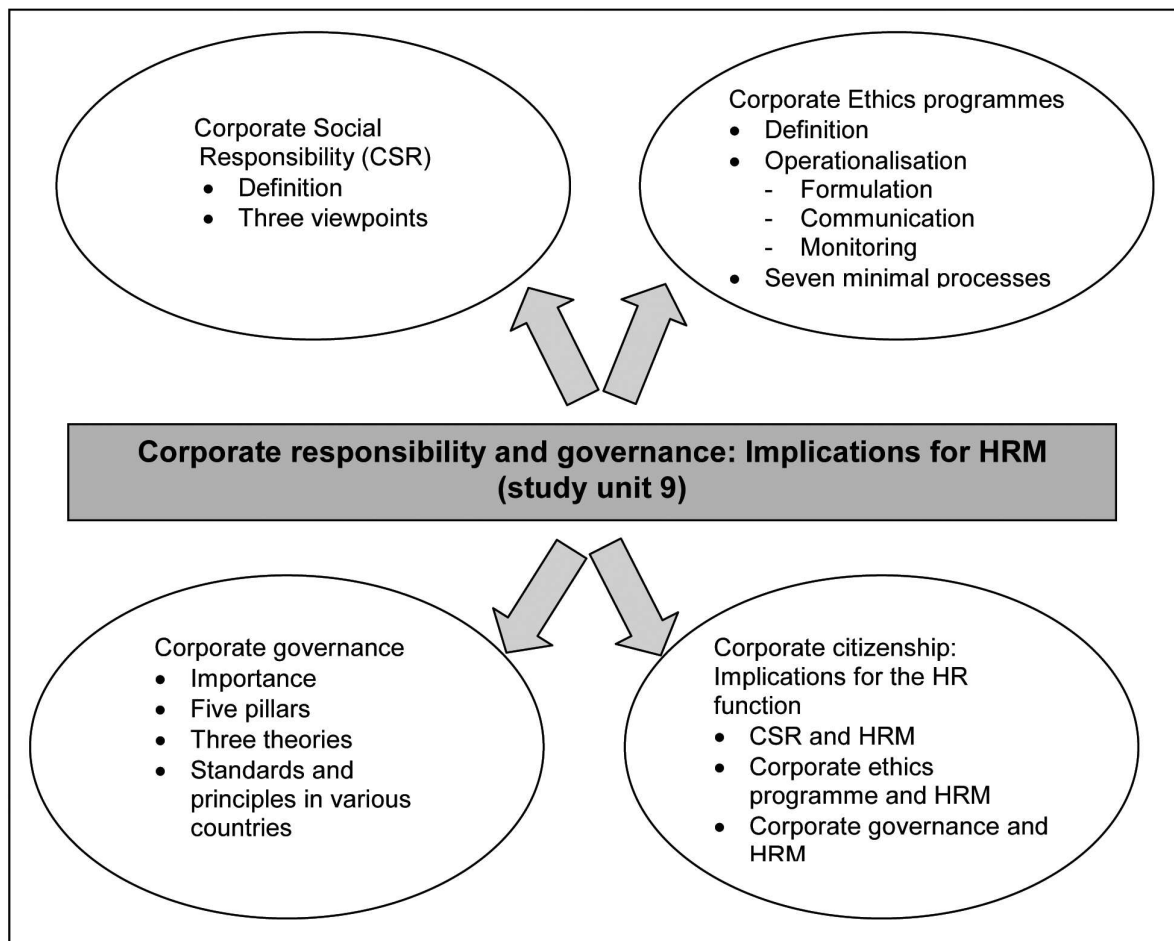 Corporate Social
Responsibility (CSR)
• Definition
• Three viewpoints
Corporate Ethics programmes
• Definition
• Operationalisation
- Formulation
- Communication
- Monitoring
• Seven minimal processes
Corporate responsibility and governance: Implications for HRM
(study unit 9)
Corporate governance
• Importance
• Five pillars
• Three theories
• Standards and
principles in various
countries
Corporate citizenship:
Implications for the HR
function
• CSR and HRM
• Corporate ethics
programme and HRM
• Corporate governance and
HRM